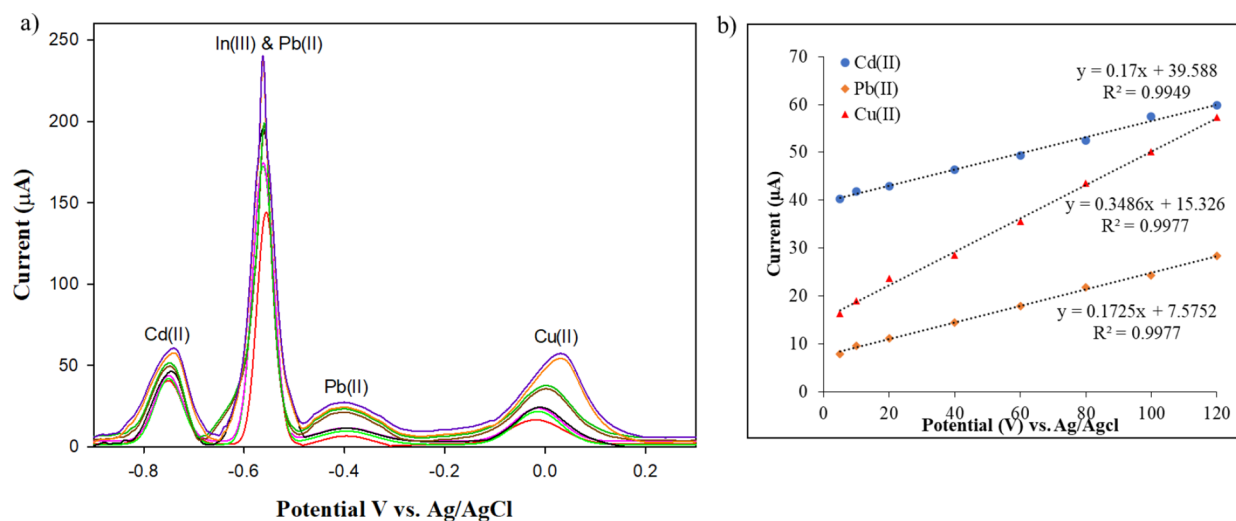 a)
250
200
150
100
50
0
Current (µA)
In(III) & Pb(II)
Cd(II)
Pb(II)
Cu(II)
-0.8
-0.6
-0.4
-0.2
0.0
0.2
Potential V vs. Ag/AgCl
b)
70
60
50
40
30
20
10
0
Current (µA)
Cd(II)
Pb(II)
Cu(II)
y = 0.17x + 39.588
R² = 0.9949
y = 0.3486x + 15.326
R² = 0.9977
y = 0.1725x + 7.5752
R² = 0.9977
0
20
40
60
80
100
120
Potential (V) vs. Ag/Agcl